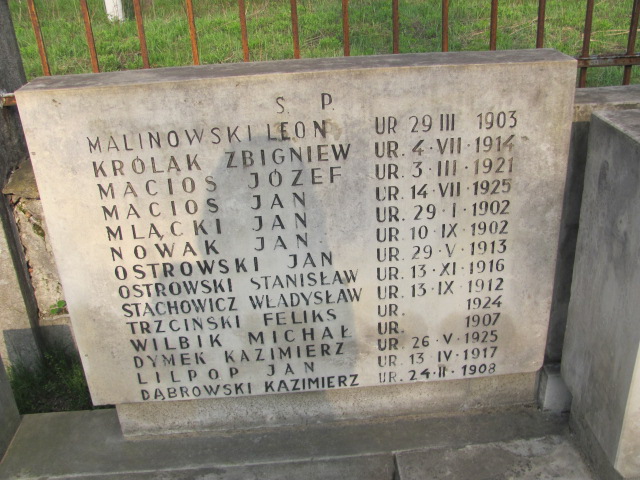 S. P.
MALINOWSKI LEON UR 29 III 1903
KRÓLAK ZBIGNIEW UR. 4 · VII · 1914
MACIOS JÓZEF UR. 3 · III · 1921
MACIOS JAN UR. 14 · VII · 1925
MLĄCKI JAN UR. 29 · I · 1902
NOWAK JAN UR. 10 IX · 1902
OSTROWSKI JAN UR. 29 · V · 1913
OSTROWSKI STANISŁAW UR. 13 · XI · 1916
STACHOWICZ WŁADYSŁAW UR. 13 · IX · 1912
TRZCIŃSKI FELIKS UR. 1924
WILBIK MICHAŁ UR. 1907
DYMEK KAZIMIERZ UR. 26 · V · 1925
LILPOP JAN UR. 13 · IV · 1917
DĄBROWSKI KAZIMIERZ UR. 24 · II · 1908